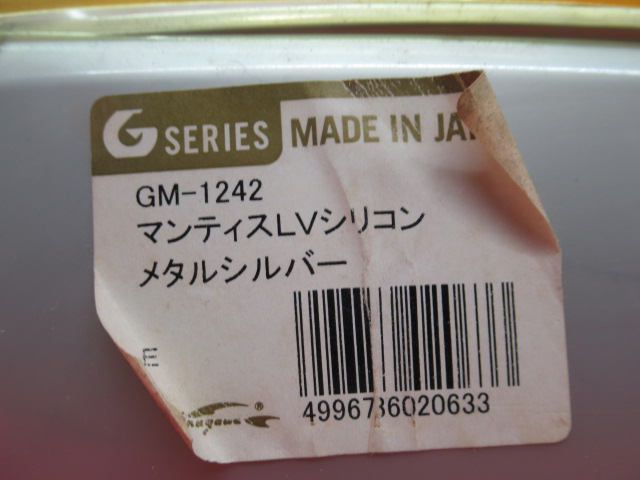 G SERIES MADE IN JA
GM-1242
マンティスLVシリコン
メタルシルバー
E
4996736020633